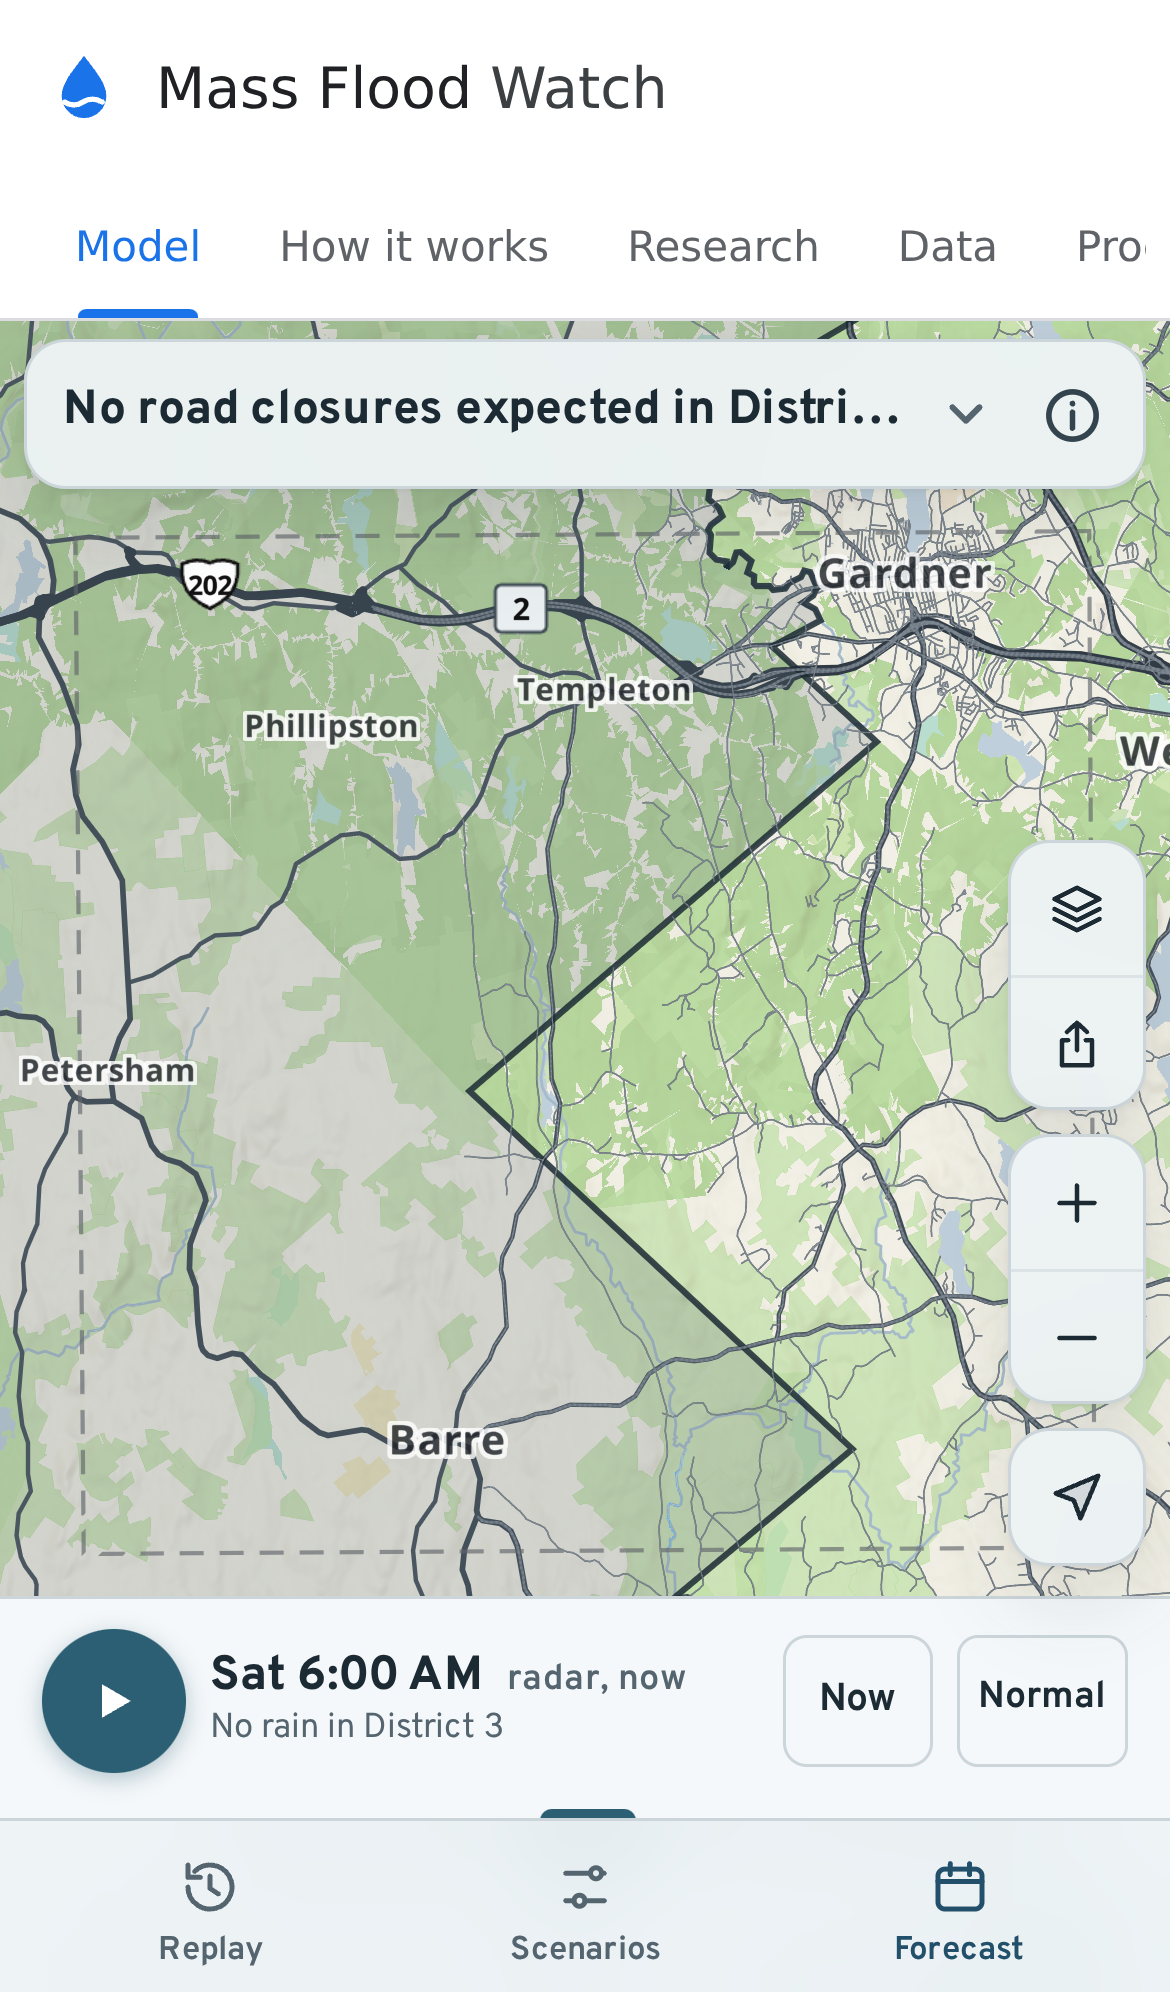 Mass Flood Watch
Model How it works Research Data Pro
No road closures expected in Distri...
202
2
Gardner
Templeton
Phillipston
We
Petersham
Barre
Sat 6:00 AM radar, now
No rain in District 3
Now
Normal
Replay
Scenarios
Forecast